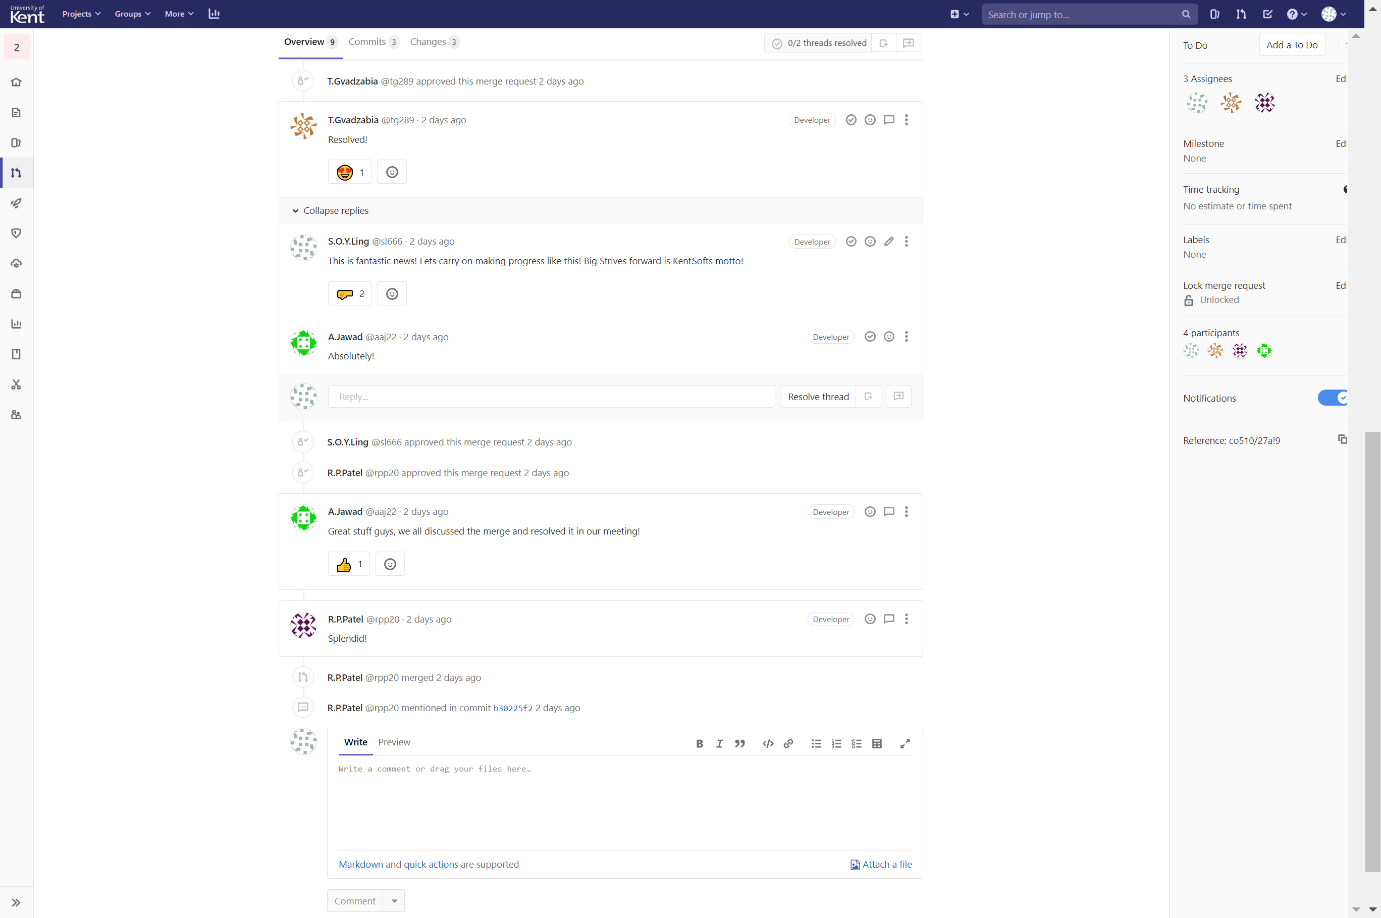 University of
Kent
Projects
Groups
More
Search or jump to...
2
Overview 9
Commits 3
Changes 3
0/2 threads resolved
To Do
Add a To Do
T.Gvadzabia @tg289 approved this merge request 2 days ago
3 Assignees
Ed
T.Gvadzabia @tg289 · 2 days ago
Developer
Resolved!
Milestone
Ed
None
1
Time tracking
No estimate or time spent
Collapse replies
Labels
Ed
None
S.O.Y.Ling @sl666 · 2 days ago
Developer
This is fantastic news! Lets carry on making progress like this! Big Strives forward is KentSofts motto!
Lock merge request
Ed
Unlocked
2
4 participants
A.Jawad @aaj22 · 2 days ago
Developer
Absolutely!
Reply...
Resolve thread
Notifications
Reference: co510/27a!9
S.O.Y.Ling @sl666 approved this merge request 2 days ago
R.P.Patel @rpp20 approved this merge request 2 days ago
A.Jawad @aaj22 · 2 days ago
Developer
Great stuff guys, we all discussed the merge and resolved it in our meeting!
1
R.P.Patel @rpp20 · 2 days ago
Developer
Splendid!
R.P.Patel @rpp20 merged 2 days ago
R.P.Patel @rpp20 mentioned in commit b30225f2 2 days ago
Write
Preview
Write a comment or drag your files here…
Markdown and quick actions are supported
Attach a file
Comment